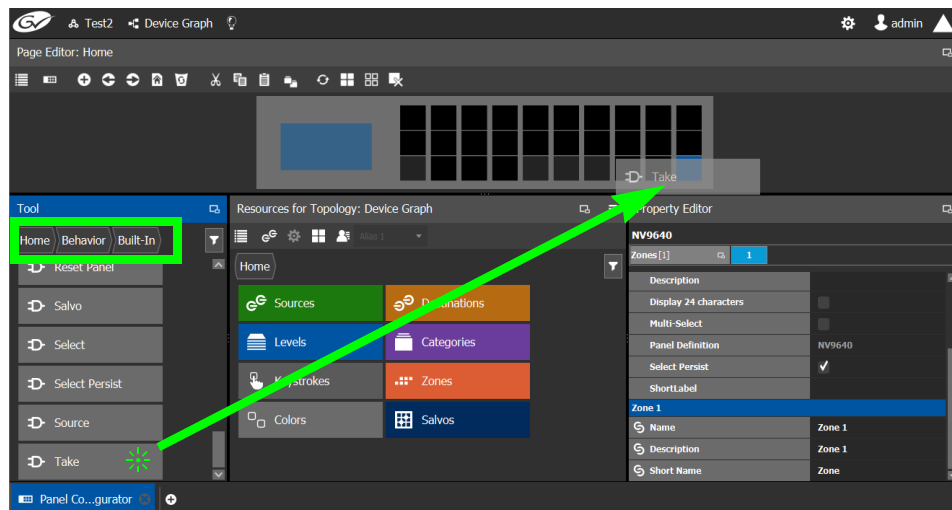 GV Test2 Device Graph admin
Page Editor: Home
Take
Tool
Home Behavior Built-In
Reset Panel
Salvo
Select
Select Persist
Source
Take
Resources for Topology: Device Graph
Alias 1
Home
Sources
Destinations
Levels
Categories
Keystrokes
Zones
Colors
Salvos
Property Editor
NV9640
Zones [1] 1
Description
Display 24 characters
Multi-Select
Panel Definition NV9640
Select Persist
ShortLabel
Zone 1
Name Zone 1
Description Zone 1
Short Name Zone
Panel Co...gurator